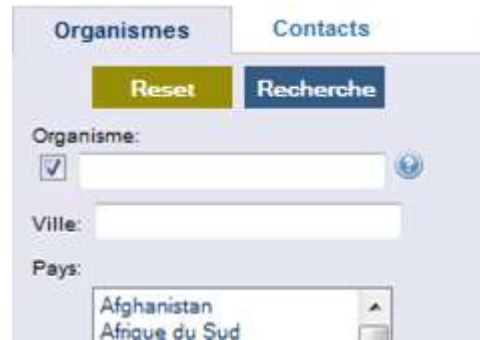 Organismes Contacts
Reset Recherche
Organisme:
Ville:
Pays:
Afghanistan
Afrique du Sud